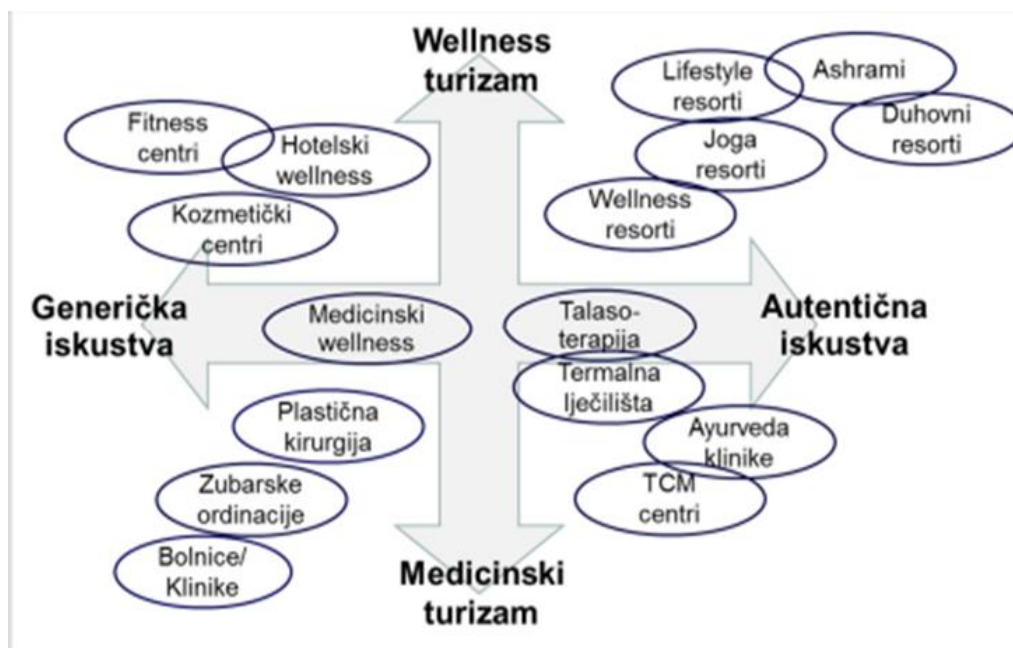 Wellness
turizam
Lifestyle
resorti
Ashrami
Duhovni
resorti
Fitness
centri
Hotelski
wellness
Joga
resorti
Kozmetički
centri
Wellness
resorti
Generička
iskustva
Medicinski
wellness
Talaso-
terapija
Autentična
iskustva
Termalna
lječilišta
Plastična
kirurgija
Ayurveda
klinike
Zubarske
ordinacije
TCM
centri
Bolnice/
Klinike
Medicinski
turizam